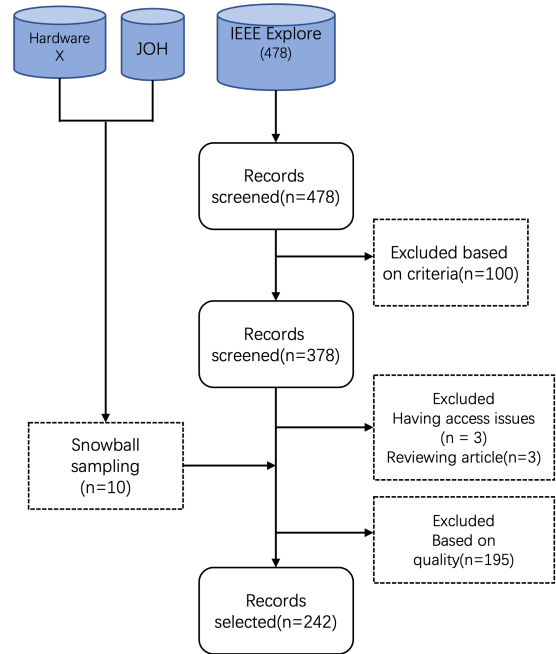 Hardware
X
JOH
IEEE Explore
(478)
Records
screened(n=478)
Excluded based
on criteria(n=100)
Records
screened(n=378)
Excluded
Having access issues
(n = 3)
Reviewing article(n=3)
Snowball
sampling
(n=10)
Excluded
Based on
quality(n=195)
Records
selected(n=242)